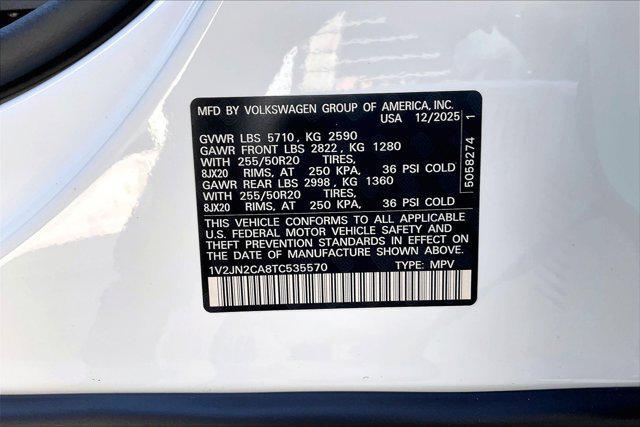 MFD BY VOLKSWAGEN GROUP OF AMERICA, INC.
USA 12/2025
GVWR LBS 5710, KG 2590
GAWR FRONT LBS 2822, KG 1280
WITH 255/50R20 TIRES,
8JX20 RIMS, AT 250 KPA, 36 PSI COLD
GAWR REAR LBS 2998, KG 1360
WITH 255/50R20 TIRES,
8JX20 RIMS, AT 250 KPA, 36 PSI COLD
THIS VEHICLE CONFORMS TO ALL APPLICABLE
U.S. FEDERAL MOTOR VEHICLE SAFETY AND
THEFT PREVENTION STANDARDS IN EFFECT ON
THE DATE OF MANUFACTURE SHOWN ABOVE.
1V2JN2CA8TC535570 TYPE: MPV
5058274 1